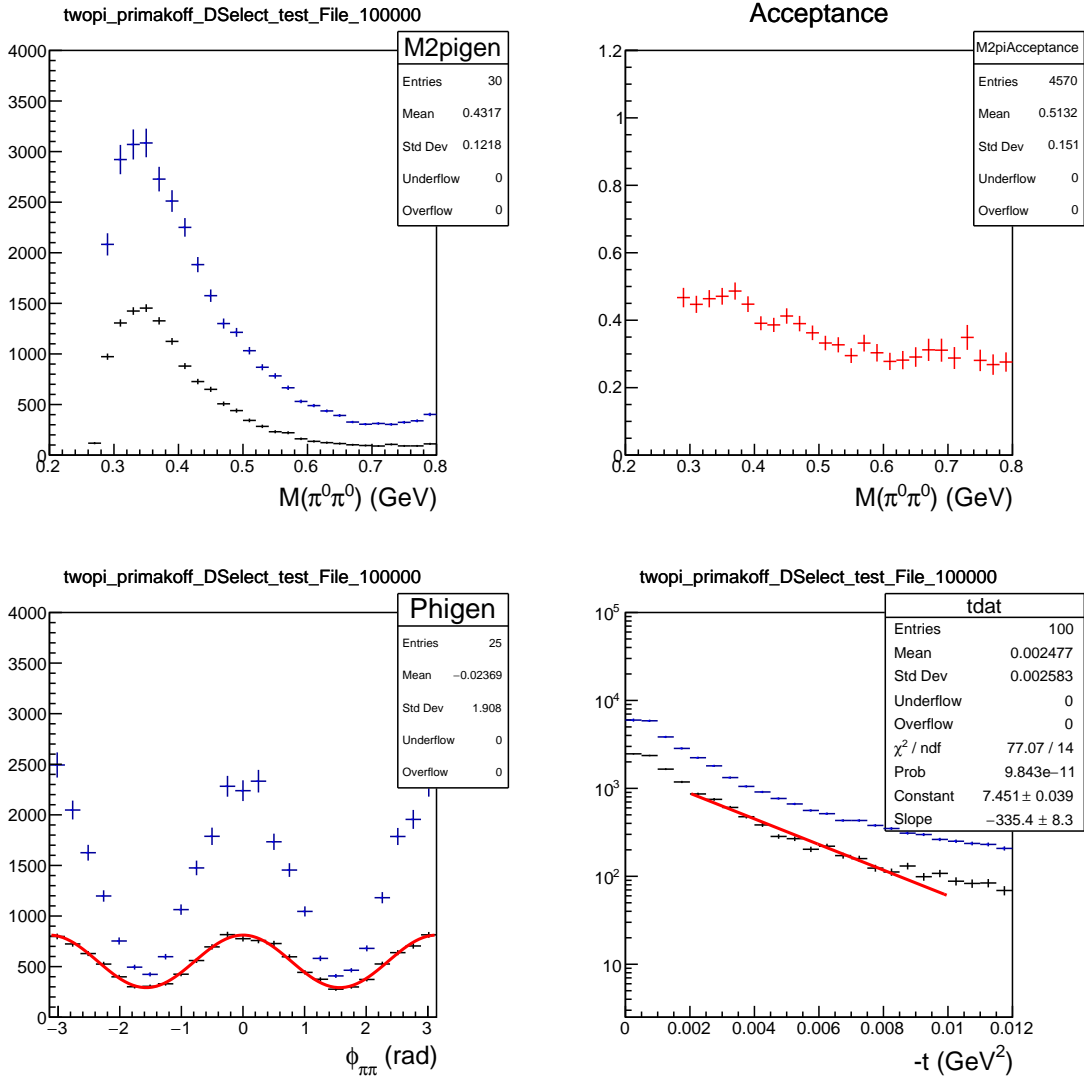 twopi_primakoff_DSelect_test_File_100000
M2pigen
Entries 30
Mean 0.4317
Std Dev 0.1218
Underflow 0
Overflow 0
4000
3500
3000
2500
2000
1500
1000
500
0
0.2 0.3 0.4 0.5 0.6 0.7 0.8
M(π⁰π⁰) (GeV)
Acceptance
M2piAcceptance
Entries 4570
Mean 0.5132
Std Dev 0.151
Underflow 0
Overflow 0
1.2
1
0.8
0.6
0.4
0.2
0
0.2 0.3 0.4 0.5 0.6 0.7 0.8
M(π⁰π⁰) (GeV)
twopi_primakoff_DSelect_test_File_100000
Phigen
Entries 25
Mean −0.02369
Std Dev 1.908
Underflow 0
Overflow 0
4000
3500
3000
2500
2000
1500
1000
500
0
−3 −2 −1 0 1 2 3
ϕππ (rad)
twopi_primakoff_DSelect_test_File_100000
tdat
Entries 100
Mean 0.002477
Std Dev 0.002583
Underflow 0
Overflow 0
χ² / ndf 77.07 / 14
Prob 9.843e−11
Constant 7.451 ± 0.039
Slope −335.4 ± 8.3
10⁵
10⁴
10³
10²
10
0 0.002 0.004 0.006 0.008 0.01 0.012
-t (GeV²)